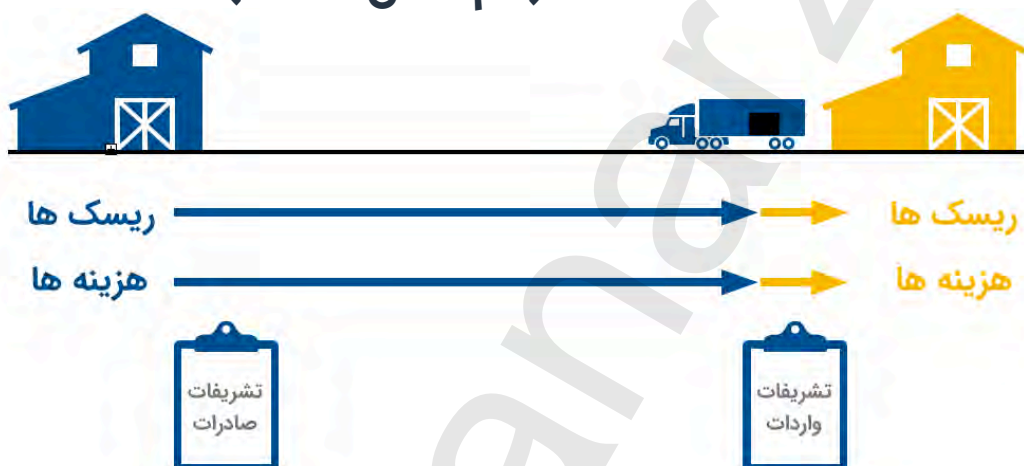 ریسک ها
ریسک ها
هزینه ها
هزینه ها
تشریفات
صادرات
تشریفات
واردات